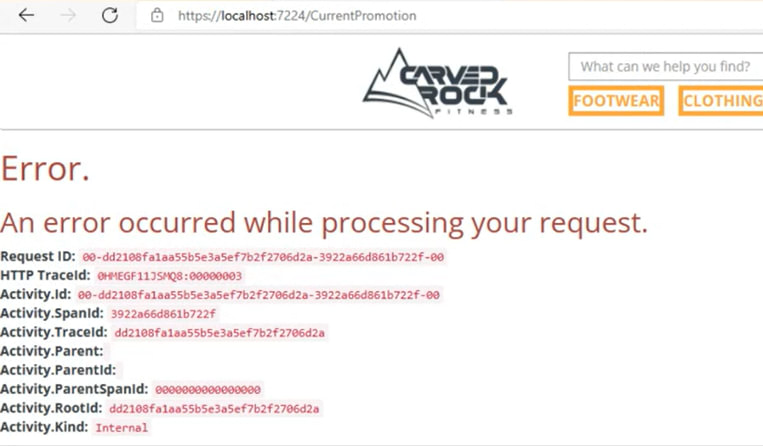 https://localhost:7224/CurrentPromotion
CARVED
ROCK
FITNESS
What can we help you find?
FOOTWEAR CLOTHING
Error.
An error occurred while processing your request.
Request ID: 00-dd2108fa1aa55b5e3a5ef7b2f2706d2a-3922a66d861b722f-00
HTTP TraceId: 0HMEGF11JSMQ8:00000003
Activity.Id: 00-dd2108fa1aa55b5e3a5ef7b2f2706d2a-3922a66d861b722f-00
Activity.SpanId: 3922a66d861b722f
Activity.TraceId: dd2108fa1aa55b5e3a5ef7b2f2706d2a
Activity.Parent:
Activity.ParentId:
Activity.ParentSpanId: 0000000000000000
Activity.RootId: dd2108fa1aa55b5e3a5ef7b2f2706d2a
Activity.Kind: Internal